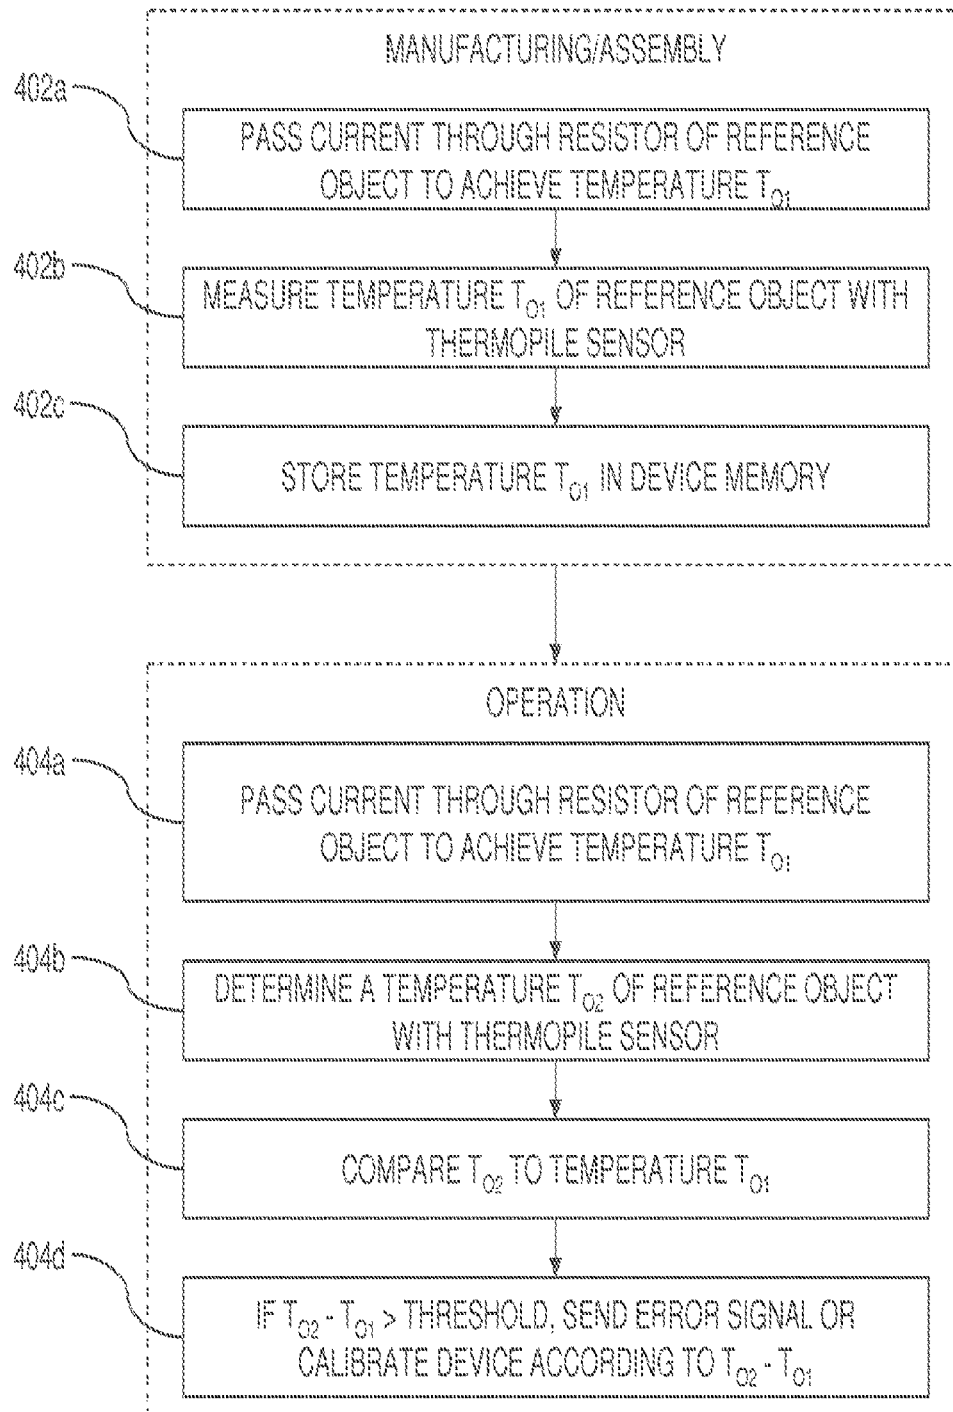 MANUFACTURING/ASSEMBLY
402a
PASS CURRENT THROUGH RESISTOR OF REFERENCE
OBJECT TO ACHIEVE TEMPERATURE TO1
402b
MEASURE TEMPERATURE TO1 OF REFERENCE OBJECT WITH
THERMOPILE SENSOR
402c
STORE TEMPERATURE TO1 IN DEVICE MEMORY
OPERATION
404a
PASS CURRENT THROUGH RESISTOR OF REFERENCE
OBJECT TO ACHIEVE TEMPERATURE TO1
404b
DETERMINE A TEMPERATURE TO2 OF REFERENCE OBJECT
WITH THERMOPILE SENSOR
404c
COMPARE TO2 TO TEMPERATURE TO1
404d
IF TO2 - TO1 > THRESHOLD, SEND ERROR SIGNAL OR
CALIBRATE DEVICE ACCORDING TO TO2 - TO1